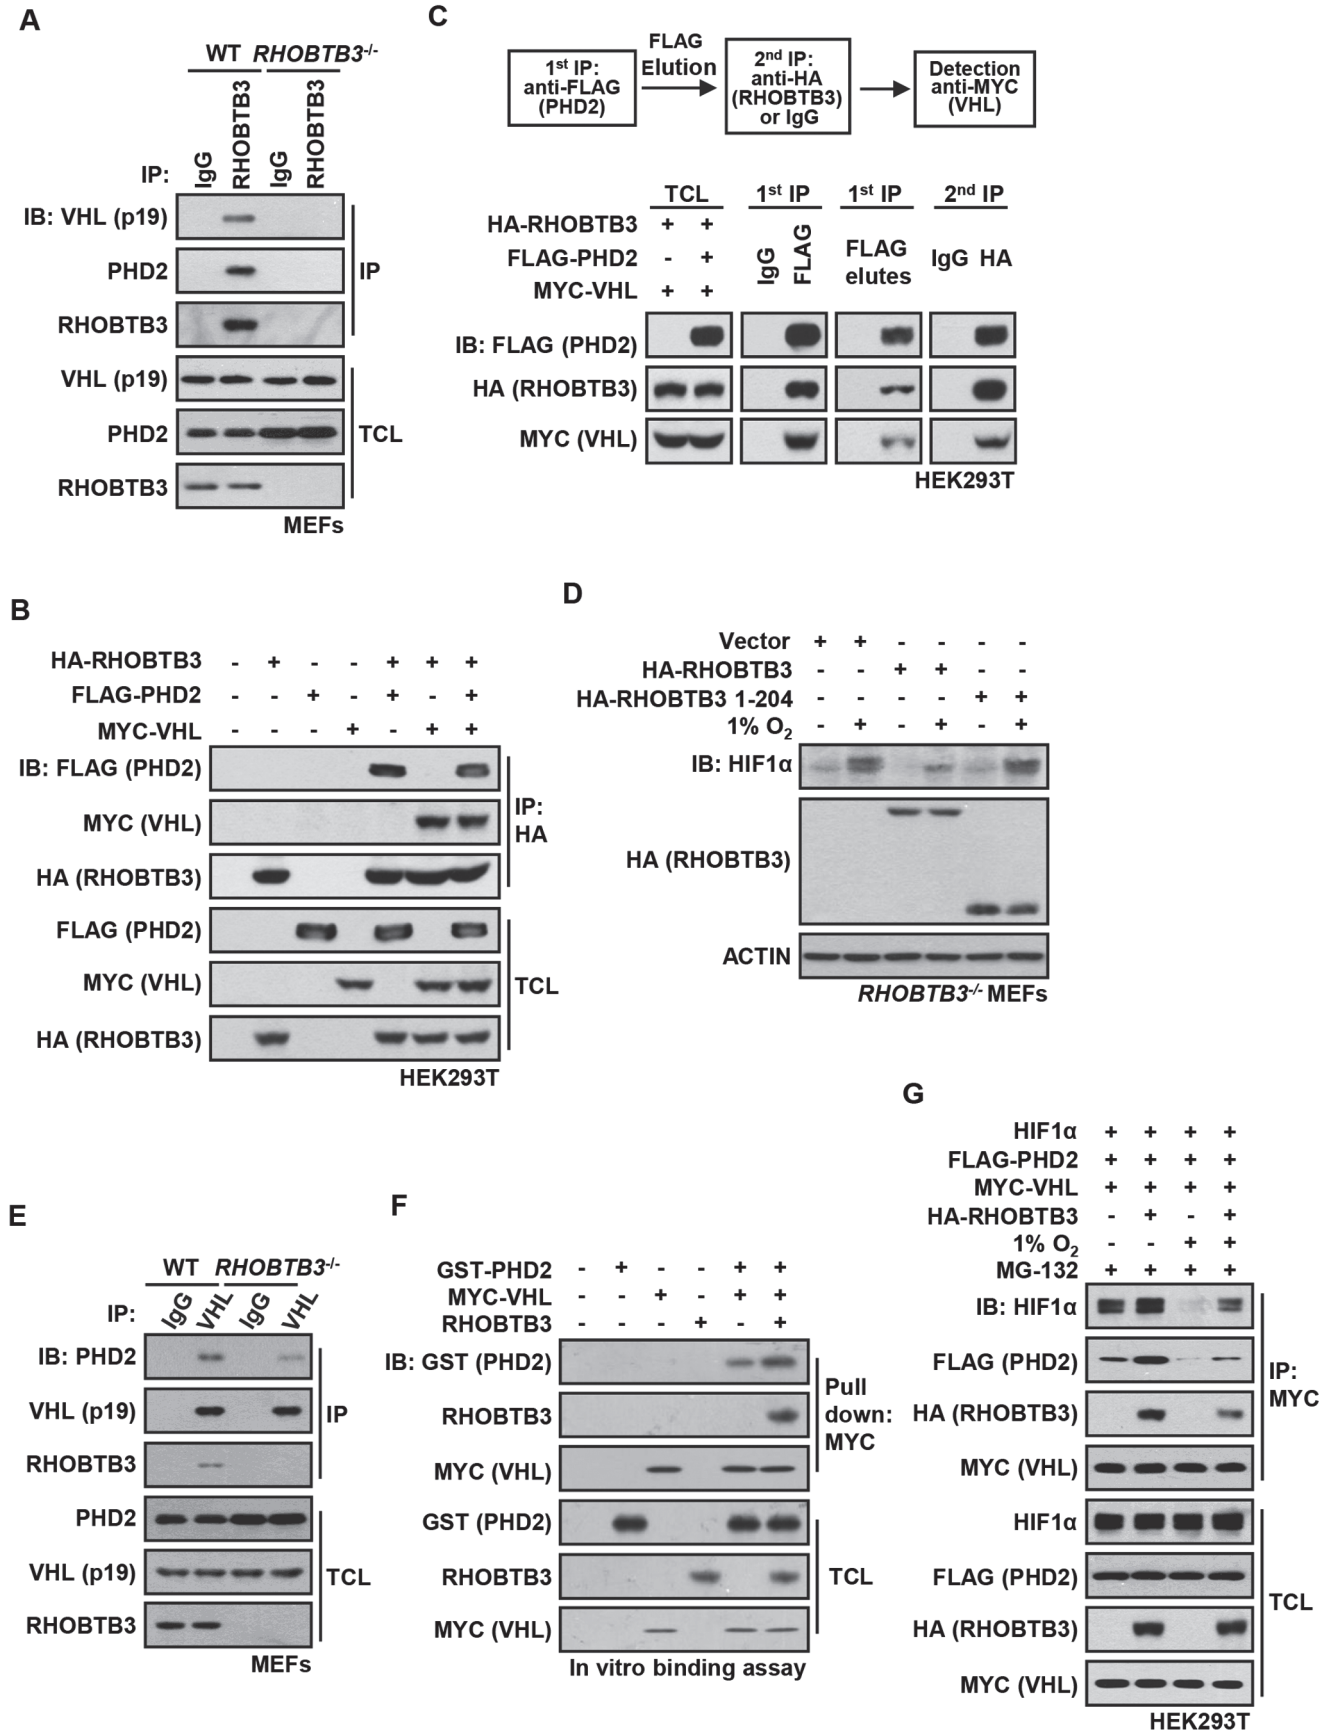 A
WT RHOBTB3-/-
IP: IgG RHOBTB3 IgG RHOBTB3
IB: VHL (p19)
PHD2
RHOBTB3
IP
VHL (p19)
PHD2
RHOBTB3
TCL
MEFs
C
1st IP:
anti-FLAG
(PHD2)
FLAG
Elution
2nd IP:
anti-HA
(RHOBTB3)
or IgG
Detection
anti-MYC
(VHL)
TCL 1st IP 1st IP 2nd IP
HA-RHOBTB3 + +
FLAG-PHD2 - +
MYC-VHL + +
IgG FLAG
FLAG
elutes
IgG HA
IB: FLAG (PHD2)
HA (RHOBTB3)
MYC (VHL)
HEK293T
B
HA-RHOBTB3 - + - - + + +
FLAG-PHD2 - - + - + - +
MYC-VHL - - - + - + +
IB: FLAG (PHD2)
MYC (VHL)
HA (RHOBTB3)
IP:
HA
FLAG (PHD2)
MYC (VHL)
HA (RHOBTB3)
TCL
HEK293T
D
Vector + + - - - -
HA-RHOBTB3 - - + + - -
HA-RHOBTB3 1-204 - - - - + +
1% O2 - + - + - +
IB: HIF1α
HA (RHOBTB3)
ACTIN
RHOBTB3-/- MEFs
E
WT RHOBTB3-/-
IP: IgG VHL IgG VHL
IB: PHD2
VHL (p19)
RHOBTB3
IP
PHD2
VHL (p19)
RHOBTB3
TCL
MEFs
F
GST-PHD2 - + - - + +
MYC-VHL - - + - + +
RHOBTB3 - - - + - +
IB: GST (PHD2)
RHOBTB3
MYC (VHL)
Pull
down:
MYC
GST (PHD2)
RHOBTB3
MYC (VHL)
TCL
In vitro binding assay
G
HIF1α + + + +
FLAG-PHD2 + + + +
MYC-VHL + + + +
HA-RHOBTB3 - + - +
1% O2 - - + +
MG-132 + + + +
IB: HIF1α
FLAG (PHD2)
HA (RHOBTB3)
MYC (VHL)
IP:
MYC
HIF1α
FLAG (PHD2)
HA (RHOBTB3)
MYC (VHL)
TCL
HEK293T